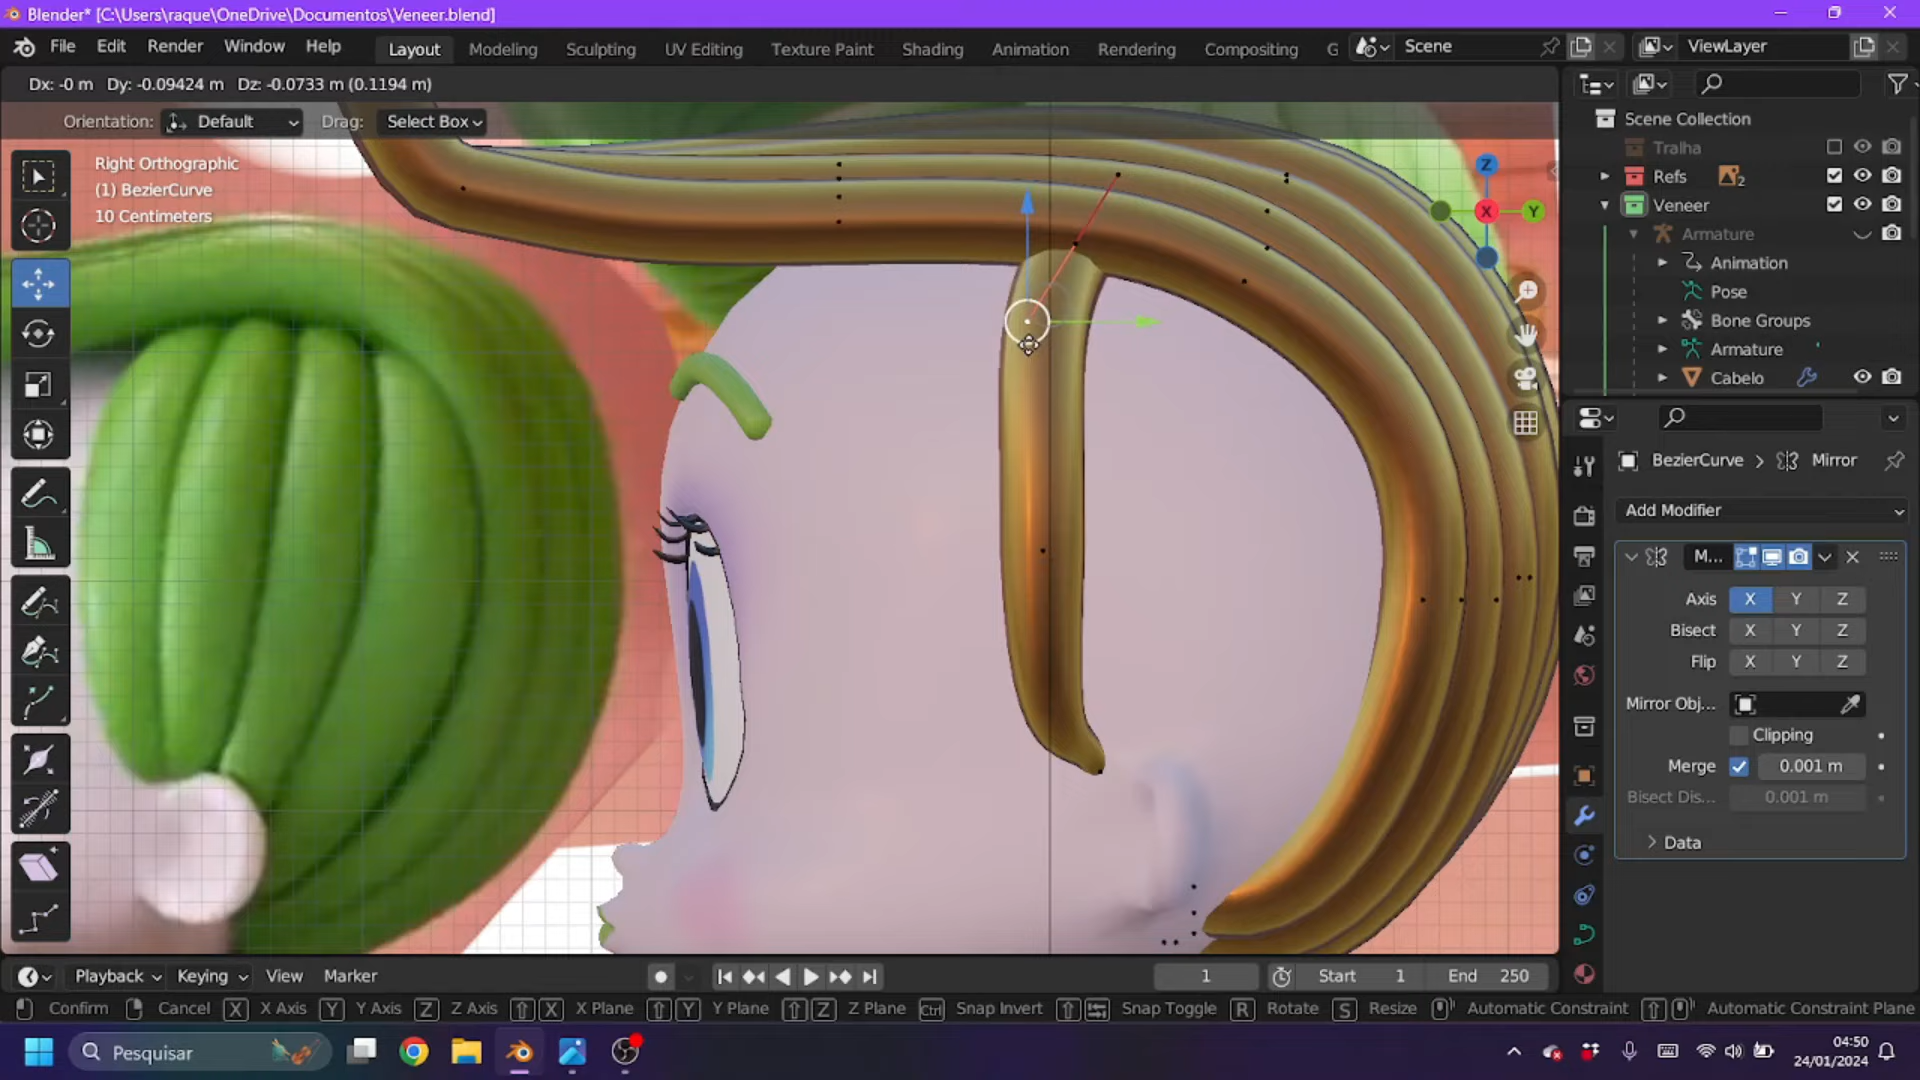 Blender* [C:\Users\raque\OneDrive\Documentos\Veneer.blend]
File Edit Render Window Help Layout Modeling Sculpting UV Editing Texture Paint Shading Animation Rendering Compositing G Scene ViewLayer
Dx: -0 m Dy: -0.09424 m Dz: -0.0733 m (0.1194 m)
Orientation: Default Drag: Select Box
Right Orthographic
(1) BezierCurve
10 Centimeters
Z
X
Y
Scene Collection
Tralha
Refs 2
Veneer
Armature
Animation
Pose
Bone Groups
Armature
Cabelo
BezierCurve > Mirror
Add Modifier
M...
Axis X Y Z
Bisect X Y Z
Flip X Y Z
Mirror Obj...
Clipping
Merge 0.001 m
Bisect Dis... 0.001 m
Data
Playback Keying View Marker 1 Start 1 End 250
Confirm Cancel X X Axis Y Y Axis Z Z Axis X X Plane Y Y Plane Z Z Plane Ctrl Snap Invert Snap Toggle R Rotate S Resize Automatic Constraint Automatic Constraint Plane
Pesquisar
04:50
24/01/2024